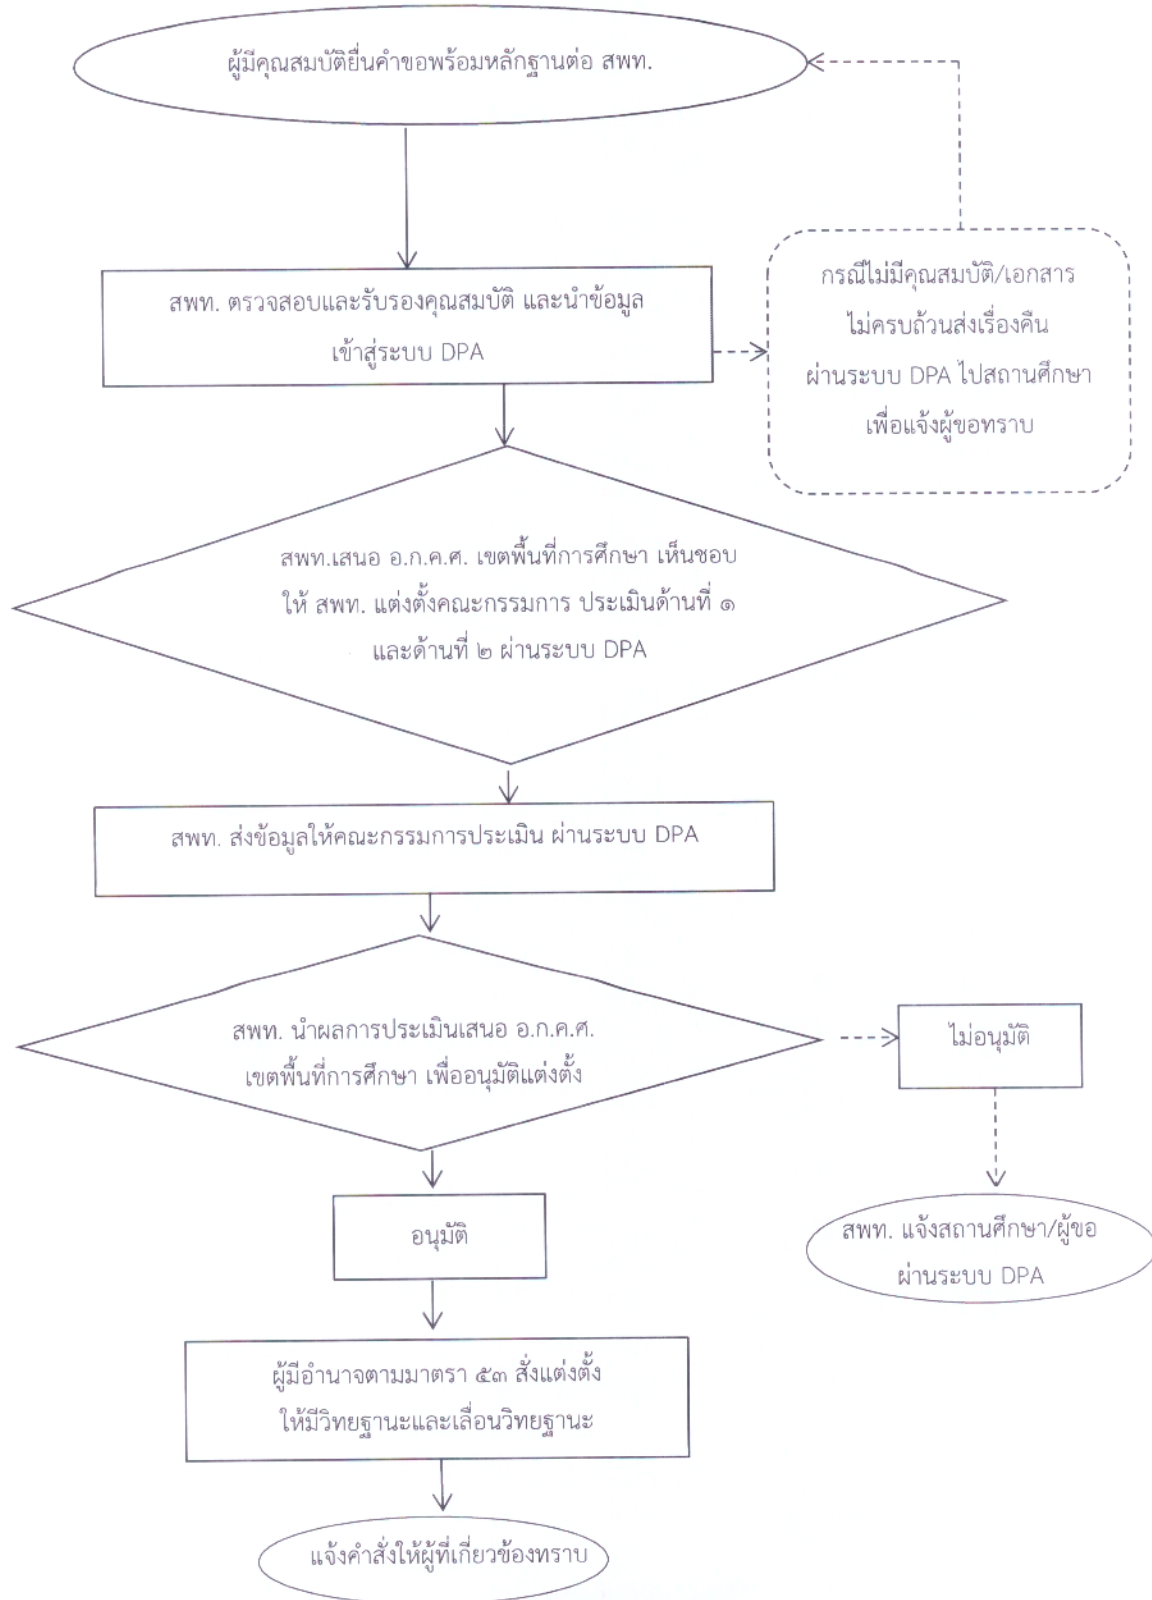 ผู้มีคุณสมบัติยื่นคำขอพร้อมหลักฐานต่อ สพท.
สพท. ตรวจสอบและรับรองคุณสมบัติ และนำข้อมูล
เข้าสู่ระบบ DPA
กรณีไม่มีคุณสมบัติ/เอกสาร
ไม่ครบถ้วนส่งเรื่องคืน
ผ่านระบบ DPA ไปสถานศึกษา
เพื่อแจ้งผู้ขอทราบ
สพท.เสนอ อ.ก.ค.ศ. เขตพื้นที่การศึกษา เห็นชอบ
ให้ สพท. แต่งตั้งคณะกรรมการ ประเมินด้านที่ ๑
และด้านที่ ๒ ผ่านระบบ DPA
สพท. ส่งข้อมูลให้คณะกรรมการประเมิน ผ่านระบบ DPA
สพท. นำผลการประเมินเสนอ อ.ก.ค.ศ.
เขตพื้นที่การศึกษา เพื่ออนุมัติแต่งตั้ง
ไม่อนุมัติ
อนุมัติ
สพท. แจ้งสถานศึกษา/ผู้ขอ
ผ่านระบบ DPA
ผู้มีอำนาจตามมาตรา ๕๓ สั่งแต่งตั้ง
ให้มีวิทยฐานะและเลื่อนวิทยฐานะ
แจ้งคำสั่งให้ผู้ที่เกี่ยวข้องทราบ